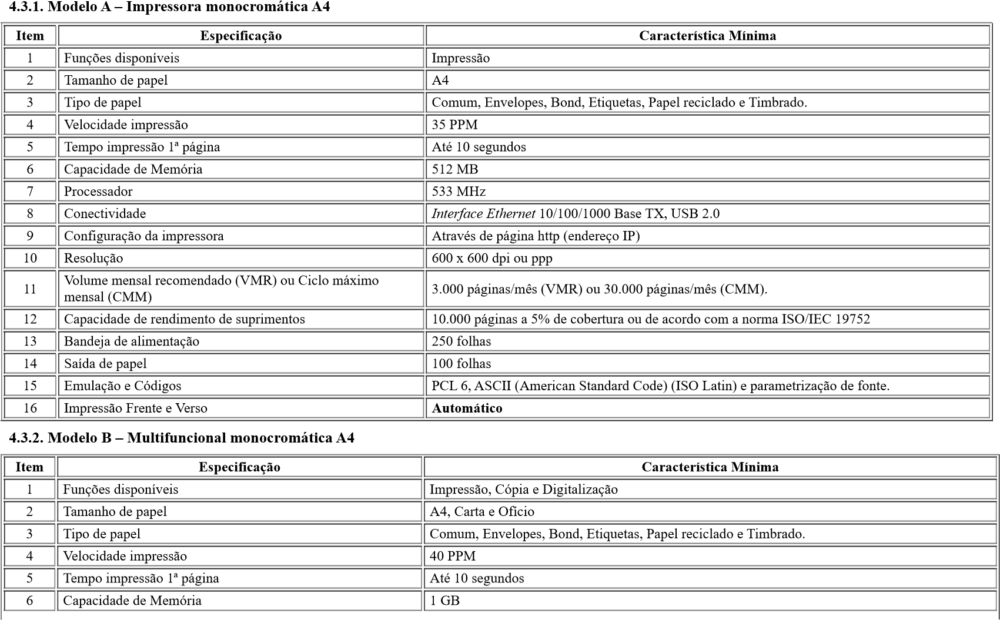 4.3.1. Modelo A – Impressora monocromática A4
Item Especificação Característica Mínima
1 Funções disponíveis Impressão
2 Tamanho de papel A4
3 Tipo de papel Comum, Envelopes, Bond, Etiquetas, Papel reciclado e Timbrado.
4 Velocidade impressão 35 PPM
5 Tempo impressão 1ª página Até 10 segundos
6 Capacidade de Memória 512 MB
7 Processador 533 MHz
8 Conectividade Interface Ethernet 10/100/1000 Base TX, USB 2.0
9 Configuração da impressora Através de página http (endereço IP)
10 Resolução 600 x 600 dpi ou ppp
11 Volume mensal recomendado (VMR) ou Ciclo máximo
mensal (CMM) 3.000 páginas/mês (VMR) ou 30.000 páginas/mês (CMM).
12 Capacidade de rendimento de suprimentos 10.000 páginas a 5% de cobertura ou de acordo com a norma ISO/IEC 19752
13 Bandeja de alimentação 250 folhas
14 Saída de papel 100 folhas
15 Emulação e Códigos PCL 6, ASCII (American Standard Code) (ISO Latin) e parametrização de fonte.
16 Impressão Frente e Verso Automático
4.3.2. Modelo B – Multifuncional monocromática A4
Item Especificação Característica Mínima
1 Funções disponíveis Impressão, Cópia e Digitalização
2 Tamanho de papel A4, Carta e Ofício
3 Tipo de papel Comum, Envelopes, Bond, Etiquetas, Papel reciclado e Timbrado.
4 Velocidade impressão 40 PPM
5 Tempo impressão 1ª página Até 10 segundos
6 Capacidade de Memória 1 GB